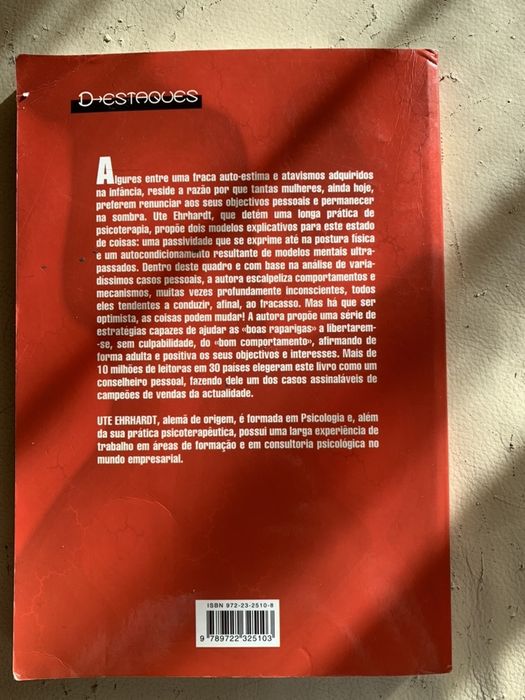 D→ESTAQUES
Algures entre uma fraca auto-estima e atavismos adquiridos
na infância, reside a razão por que tantas mulheres, ainda hoje,
preferem renunciar aos seus objectivos pessoais e permanecer
na sombra. Ute Ehrhardt, que detém uma longa prática de
psicoterapia, propõe dois modelos explicativos para este estado
de coisas: uma passividade que se exprime até na postura física
e um autocondicionamento resultante de modelos mentais ultra-
passados. Dentro deste quadro e com base na análise de varia-
díssimos casos pessoais, a autora escalpeliza comportamentos e
mecanismos, muitas vezes profundamente inconscientes, todos
eles tendentes a conduzir, afinal, ao fracasso. Mas há que ser
optimista, as coisas podem mudar! A autora propõe uma série de
estratégias capazes de ajudar as «boas raparigas» a libertarem-
-se, sem culpabilidade, do «bom comportamento», afirmando de
forma adulta e positiva os seus objectivos e interesses. Mais de
10 milhões de leitoras em 30 países elegeram este livro como um
conselheiro pessoal, fazendo dele um dos casos assinaláveis de
campeões de vendas da actualidade.
UTE EHRHARDT, alemã de origem, é formada em Psicologia e, além
da sua prática psicoterapêutica, possui uma larga experiência de
trabalho em áreas de formação e em consultoria psicológica no
mundo empresarial.
ISBN 972-23-2510-8
9 789722 325103